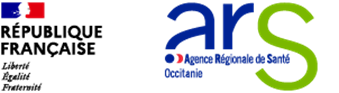 RÉPUBLIQUE
FRANÇAISE
Liberté
Égalité
Fraternité
ars
Agence Régionale de Santé
Occitanie